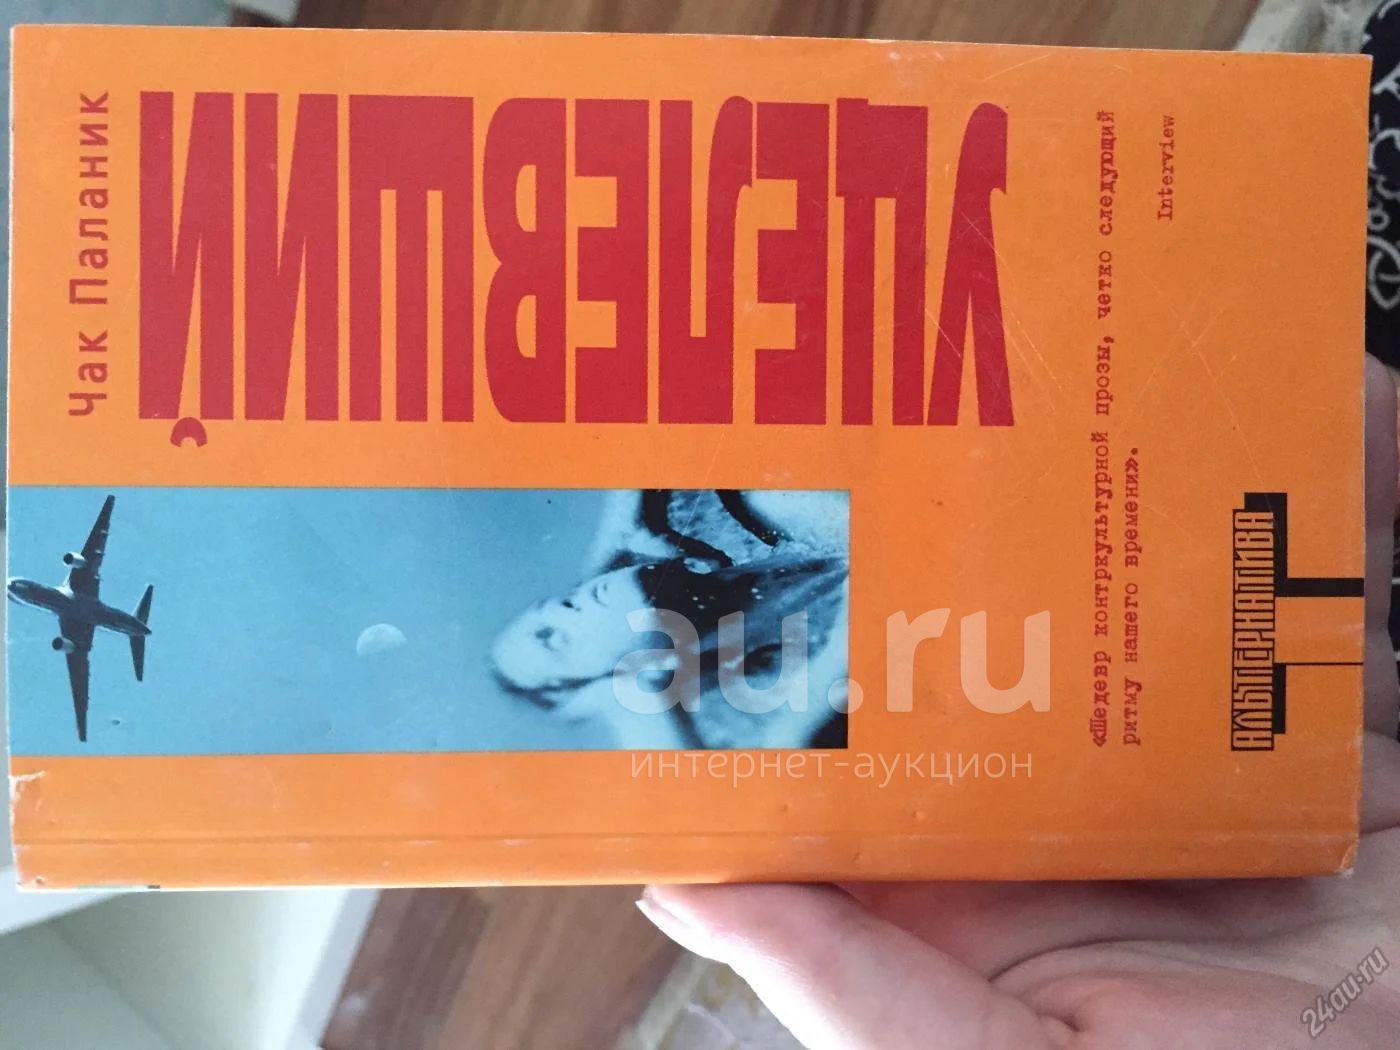 Чак Паланик
УЦЕЛЕВШИЙ
«Шедевр контркультурной прозы, четко следующий
ритму нашего времени».
Interview
АЛЬТЕРНАТИВА
au.ru
интернет-аукцион
24au.ru